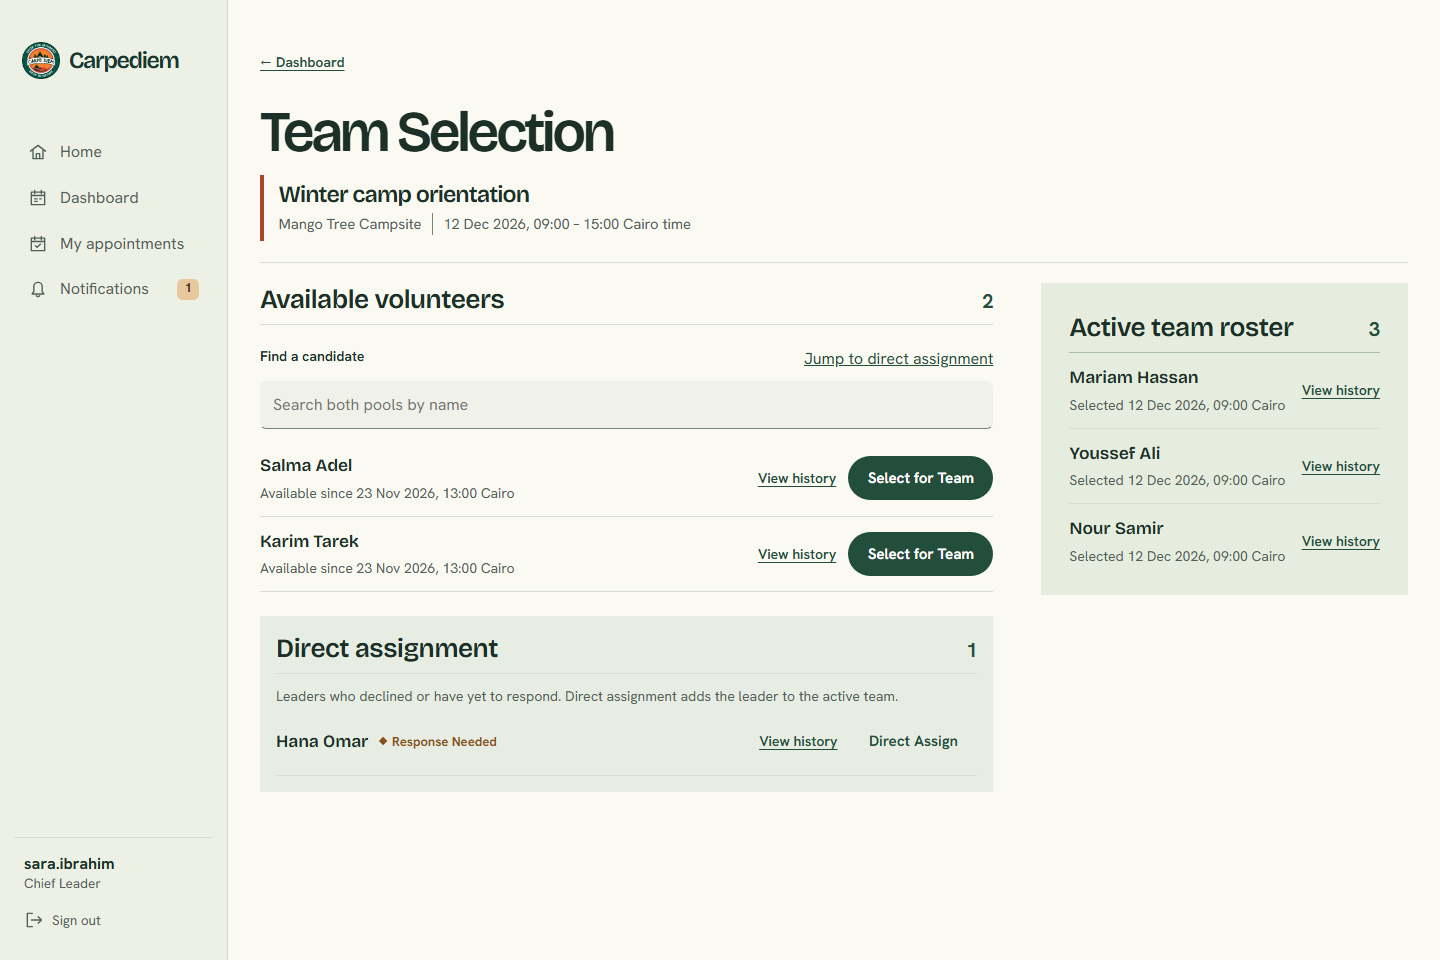 Carpediem
Home
Dashboard
My appointments
Notifications 1
sara.ibrahim
Chief Leader
Sign out
← Dashboard
Team Selection
Winter camp orientation
Mango Tree Campsite | 12 Dec 2026, 09:00 – 15:00 Cairo time
Available volunteers 2
Find a candidate Jump to direct assignment
Search both pools by name
Salma Adel
Available since 23 Nov 2026, 13:00 Cairo
View history Select for Team
Karim Tarek
Available since 23 Nov 2026, 13:00 Cairo
View history Select for Team
Direct assignment 1
Leaders who declined or have yet to respond. Direct assignment adds the leader to the active team.
Hana Omar ◆ Response Needed View history Direct Assign
Active team roster 3
Mariam Hassan
Selected 12 Dec 2026, 09:00 Cairo
View history
Youssef Ali
Selected 12 Dec 2026, 09:00 Cairo
View history
Nour Samir
Selected 12 Dec 2026, 09:00 Cairo
View history